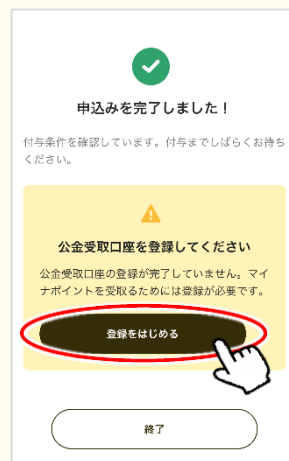 申込みを完了しました！
付与条件を確認しています。付与までしばらくお待ち
ください。
公金受取口座を登録してください
公金受取口座の登録が完了していません。マイ
ナポイントを受取るためには登録が必要です。
登録をはじめる
終了